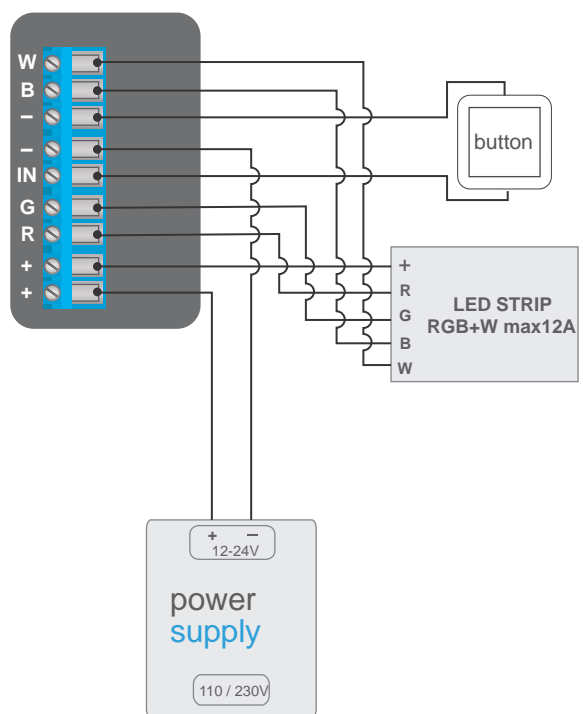 W
B
–
–
IN
G
R
+
+
button
+
R
G
B
W
LED STRIP
RGB+W max12A
+ –
12-24V
power
supply
110 / 230V